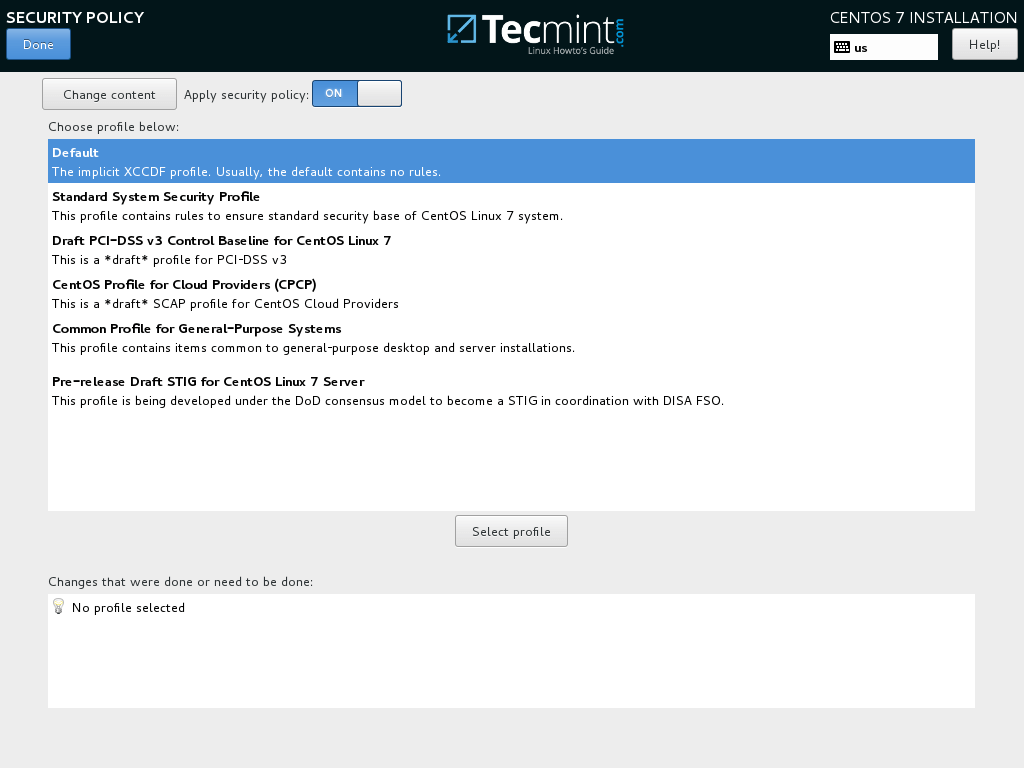 SECURITY POLICY
Done
Tecmint.com
Linux Howto's Guide
CENTOS 7 INSTALLATION
us
Help!
Change content
Apply security policy:
ON
Choose profile below:
Default
The implicit XCCDF profile. Usually, the default contains no rules.
Standard System Security Profile
This profile contains rules to ensure standard security base of CentOS Linux 7 system.
Draft PCI-DSS v3 Control Baseline for CentOS Linux 7
This is a *draft* profile for PCI-DSS v3
CentOS Profile for Cloud Providers (CPCP)
This is a *draft* SCAP profile for CentOS Cloud Providers
Common Profile for General-Purpose Systems
This profile contains items common to general-purpose desktop and server installations.
Pre-release Draft STIG for CentOS Linux 7 Server
This profile is being developed under the DoD consensus model to become a STIG in coordination with DISA FSO.
Select profile
Changes that were done or need to be done:
No profile selected